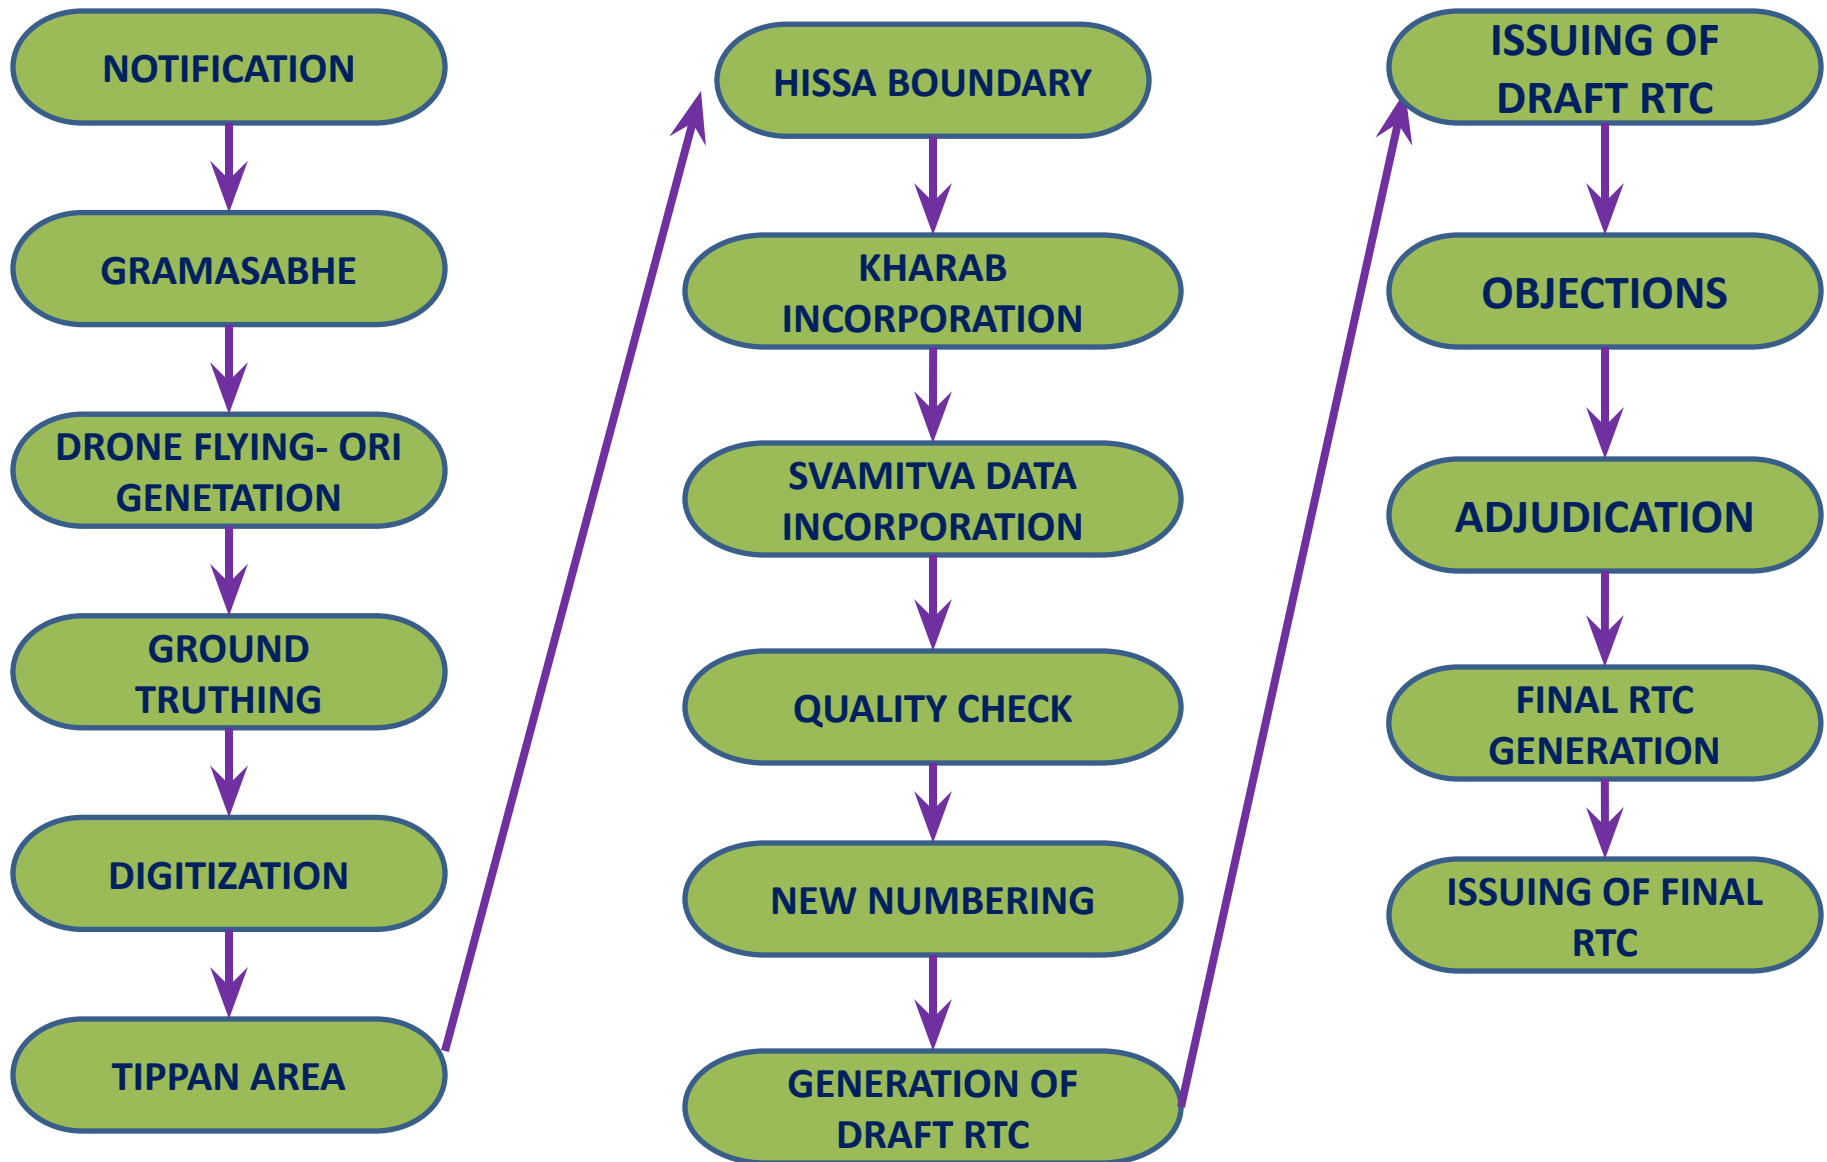 NOTIFICATION
GRAMASABHE
DRONE FLYING- ORI
GENETATION
GROUND
TRUTHING
DIGITIZATION
TIPPAN AREA
HISSA BOUNDARY
KHARAB
INCORPORATION
SVAMITVA DATA
INCORPORATION
QUALITY CHECK
NEW NUMBERING
GENERATION OF
DRAFT RTC
ISSUING OF
DRAFT RTC
OBJECTIONS
ADJUDICATION
FINAL RTC
GENERATION
ISSUING OF FINAL
RTC